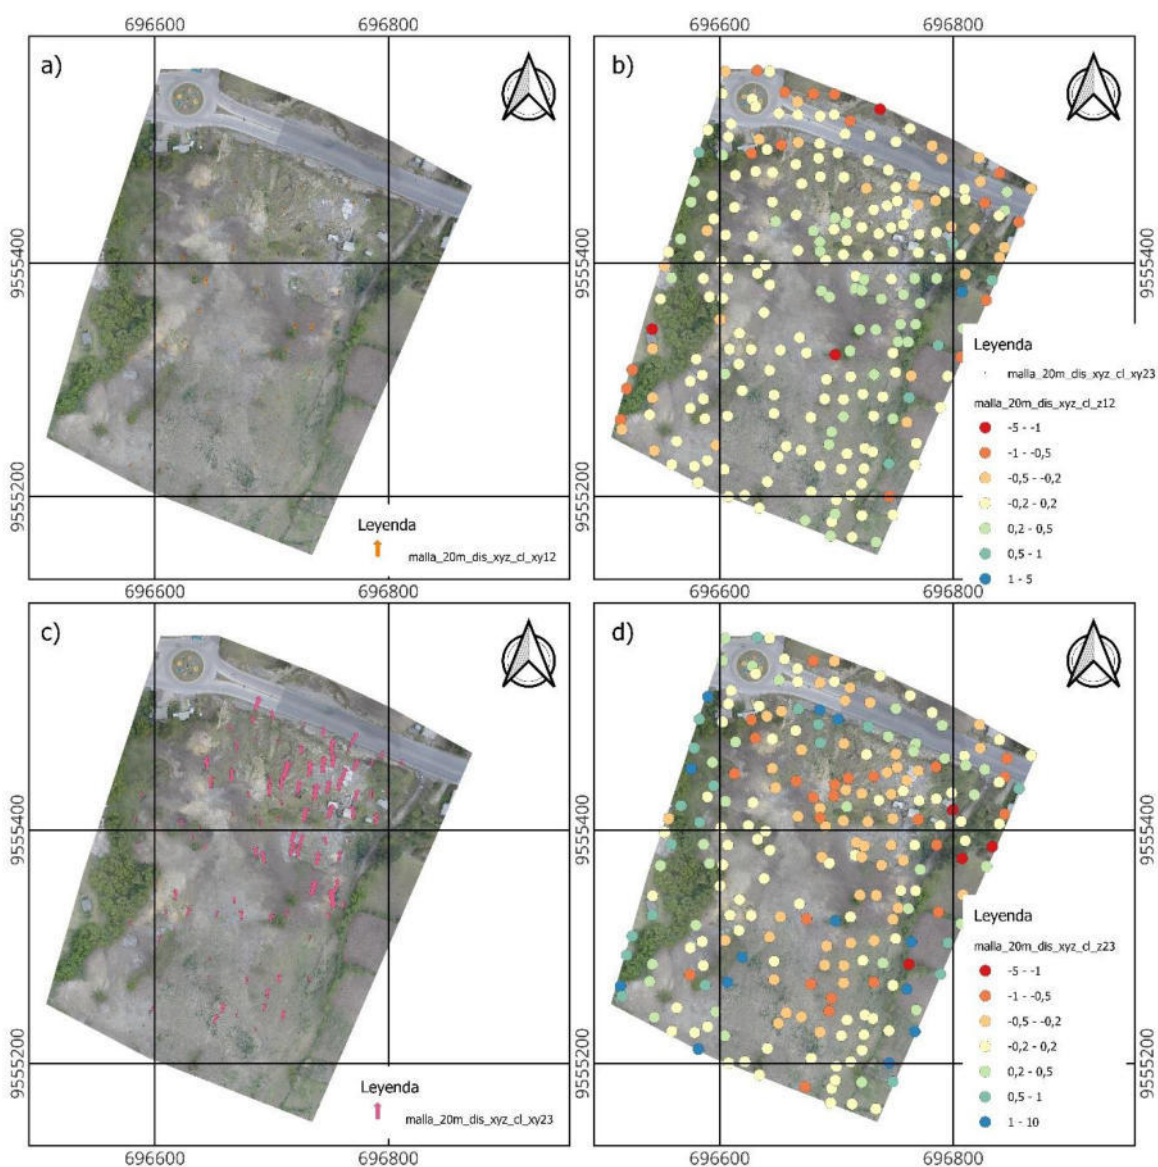 696600 696800 696600 696800
a) b)
9555400 9555400
Leyenda
malla_20m_dis_xyz_cl_xy23
malla_20m_dis_xyz_cl_z12
-5 - -1
-1 - -0,5
-0,5 - -0,2
-0,2 - 0,2
0,2 - 0,5
0,5 - 1
1 - 5
9555200 9555200
Leyenda
malla_20m_dis_xyz_cl_xy12
696600 696800 696600 696800
c) d)
9555400 9555400
Leyenda
malla_20m_dis_xyz_cl_z23
-5 - -1
-1 - -0,5
-0,5 - -0,2
-0,2 - 0,2
0,2 - 0,5
0,5 - 1
1 - 10
9555200 9555200
Leyenda
malla_20m_dis_xyz_cl_xy23
696600 696800 696600 696800